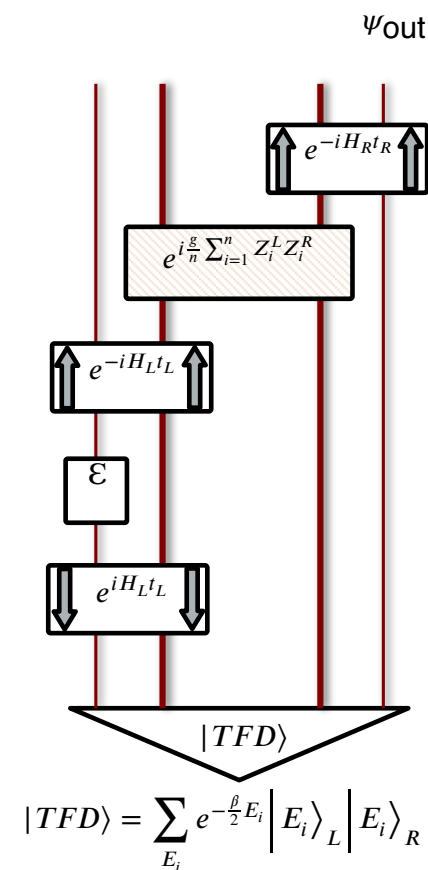 ψout
e^{-iH_R t_R}
e^{i\frac{g}{n}\sum_{i=1}^{n} Z_i^L Z_i^R}
e^{-iH_L t_L}
ε
e^{iH_L t_L}
|TFD⟩
|TFD⟩ = \sum_{E_i} e^{-\frac{β}{2}E_i} |E_i⟩_L |E_i⟩_R